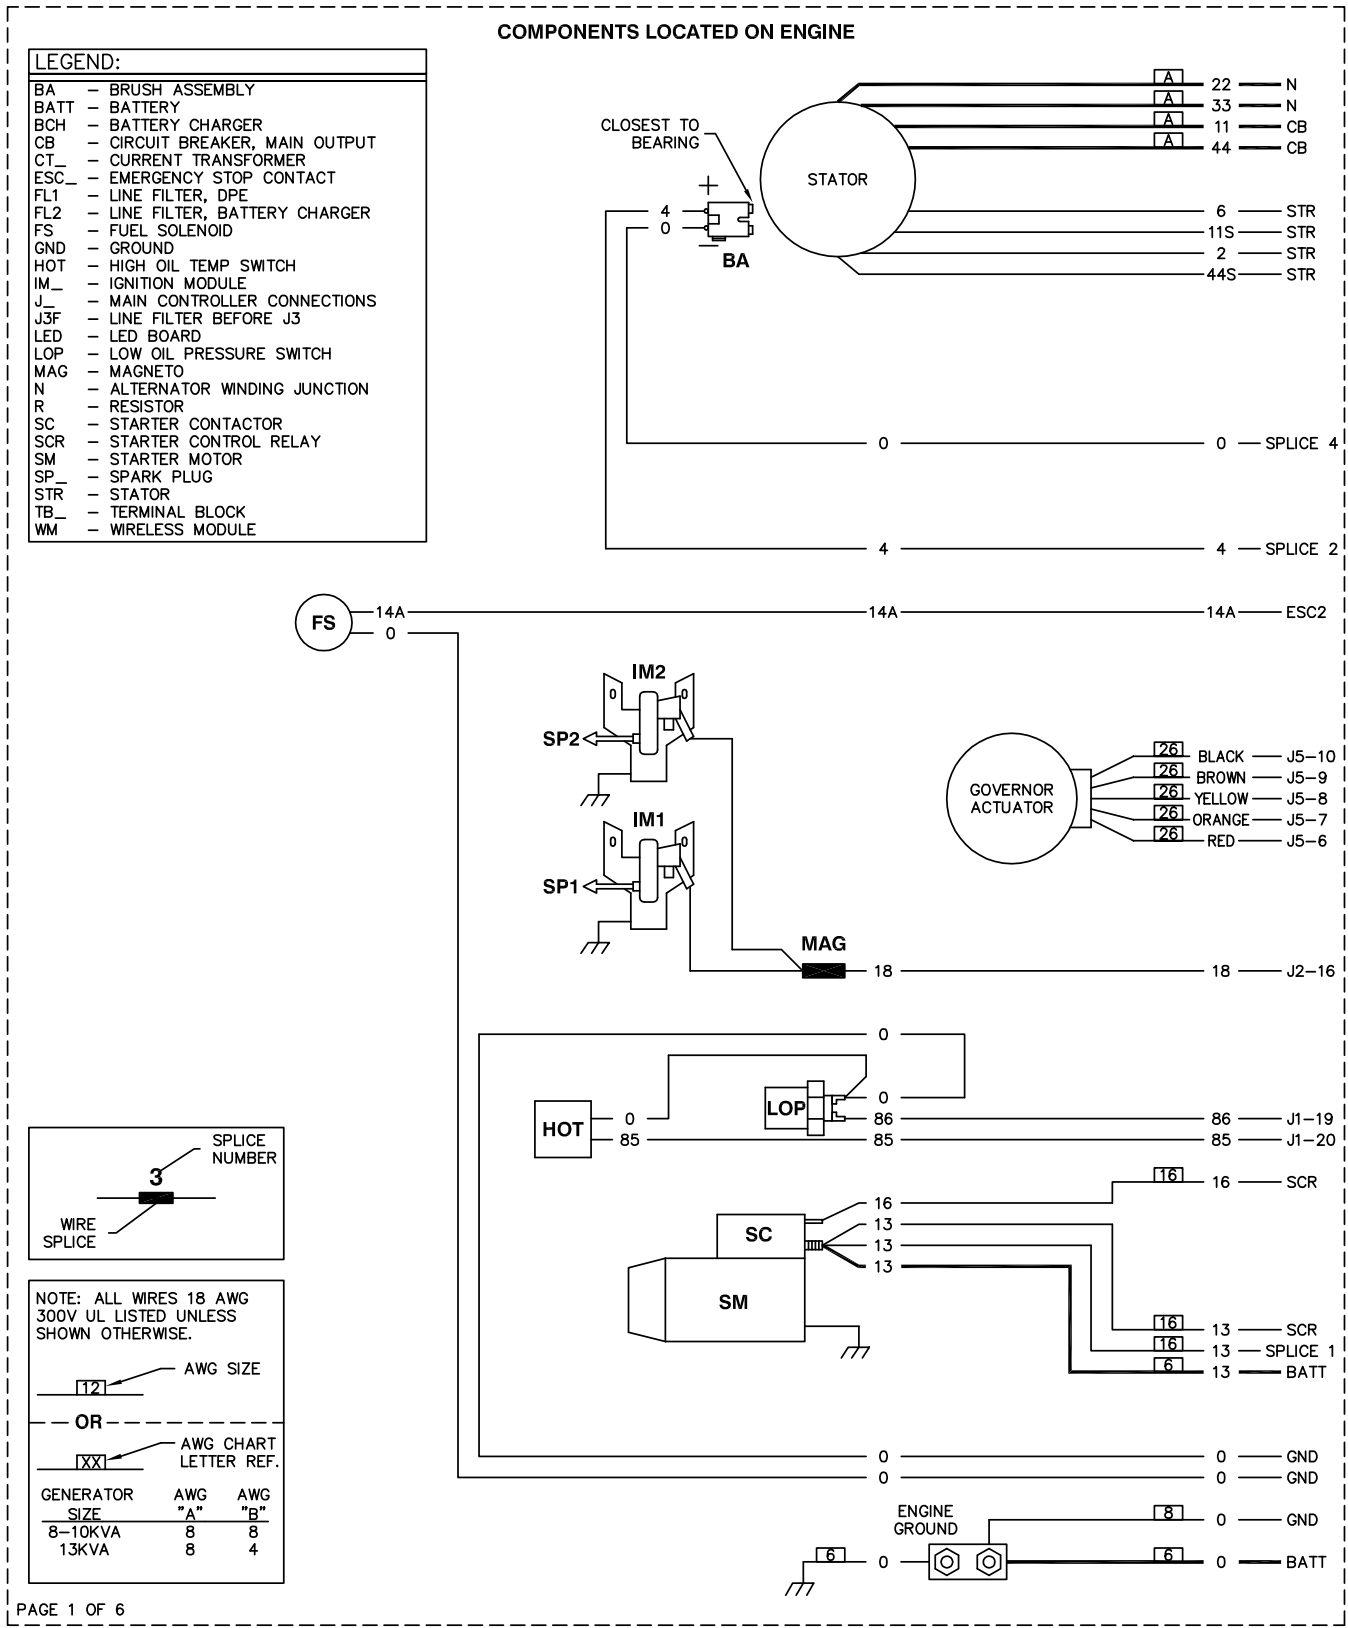 COMPONENTS LOCATED ON ENGINE
LEGEND:
BA – BRUSH ASSEMBLY
BATT – BATTERY
BCH – BATTERY CHARGER
CB – CIRCUIT BREAKER, MAIN OUTPUT
CT_ – CURRENT TRANSFORMER
ESC_ – EMERGENCY STOP CONTACT
FL1 – LINE FILTER, DPE
FL2 – LINE FILTER, BATTERY CHARGER
FS – FUEL SOLENOID
GND – GROUND
HOT – HIGH OIL TEMP SWITCH
IM_ – IGNITION MODULE
J_ – MAIN CONTROLLER CONNECTIONS
J3F – LINE FILTER BEFORE J3
LED – LED BOARD
LOP – LOW OIL PRESSURE SWITCH
MAG – MAGNETO
N – ALTERNATOR WINDING JUNCTION
R – RESISTOR
SC – STARTER CONTACTOR
SCR – STARTER CONTROL RELAY
SM – STARTER MOTOR
SP_ – SPARK PLUG
STR – STATOR
TB_ – TERMINAL BLOCK
WM – WIRELESS MODULE
A 22 N
A 33 N
A 11 CB
A 44 CB
CLOSEST TO
BEARING
STATOR
+
4
0
–
BA
6 STR
11S STR
2 STR
44S STR
0 0 SPLICE 4
4 4 SPLICE 2
FS
14A 14A 14A ESC2
0
IM2
SP2
IM1
SP1
GOVERNOR
ACTUATOR
26 BLACK J5–10
26 BROWN J5–9
26 YELLOW J5–8
26 ORANGE J5–7
26 RED J5–6
MAG
18 18 J2–16
0
HOT
LOP
0
0
86 86 J1–19
85 85 85 J1–20
16 16 SCR
SC
16
13
13
13
SM
16 13 SCR
16 13 SPLICE 1
6 13 BATT
0 0 GND
0 0 GND
ENGINE
GROUND
8 0 GND
6 0
6 0 BATT
SPLICE
NUMBER
3
WIRE
SPLICE
NOTE: ALL WIRES 18 AWG
300V UL LISTED UNLESS
SHOWN OTHERWISE.
AWG SIZE
12
OR
AWG CHART
LETTER REF.
XX
GENERATOR AWG AWG
SIZE "A" "B"
8–10KVA 8 8
13KVA 8 4
PAGE 1 OF 6